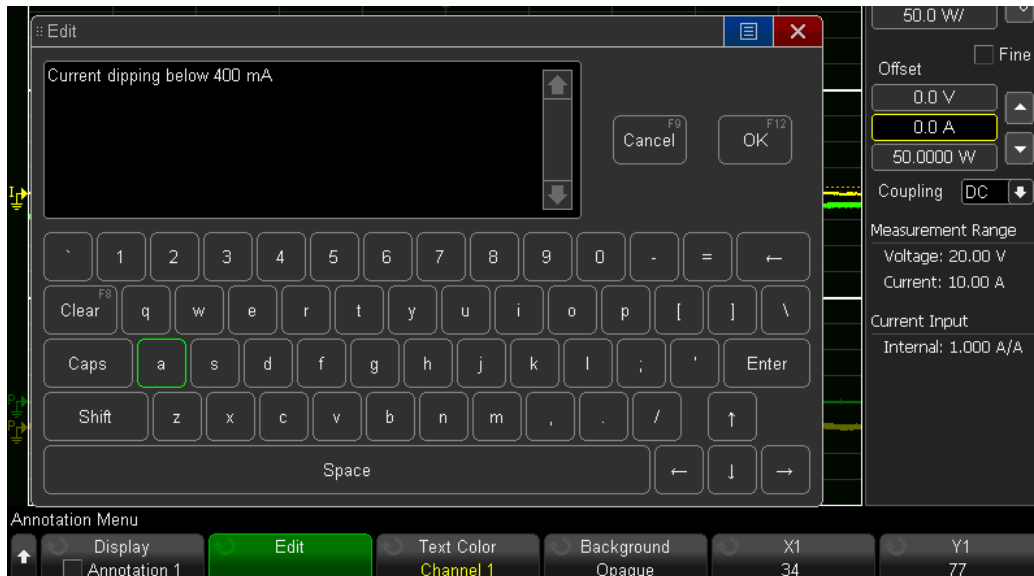 Edit
Current dipping below 400 mA
F9
Cancel
F12
OK
` 1 2 3 4 5 6 7 8 9 0 - = ←
F8
Clear q w e r t y u i o p [ ] \
Caps a s d f g h j k l ; ' Enter
Shift z x c v b n m , . / ↑
Space ← ↓ →
50.0 W/
Fine
Offset
0.0 V
0.0 A
50.0000 W
Coupling DC
Measurement Range
Voltage: 20.00 V
Current: 10.00 A
Current Input
Internal: 1.000 A/A
I
P
P
Annotation Menu
Display Edit Text Color Background X1 Y1
Annotation 1 Channel 1 Opaque 34 77